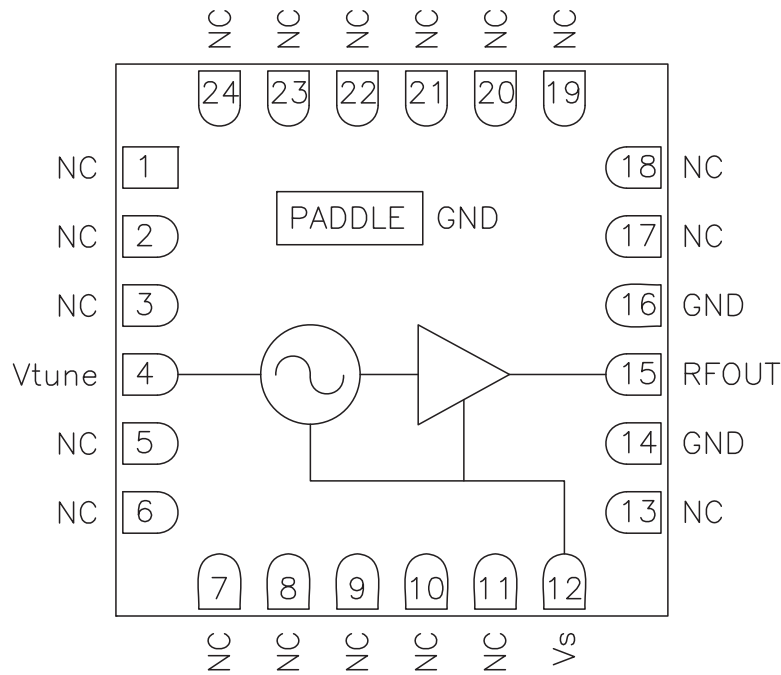 NC NC NC NC NC NC
24 23 22 21 20 19
NC 1 18 NC
PADDLE GND
NC 2 17 NC
NC 3 16 GND
Vtune 4 15 RFOUT
NC 5 14 GND
NC 6 13 NC
7 8 9 10 11 12
NC NC NC NC NC Vs